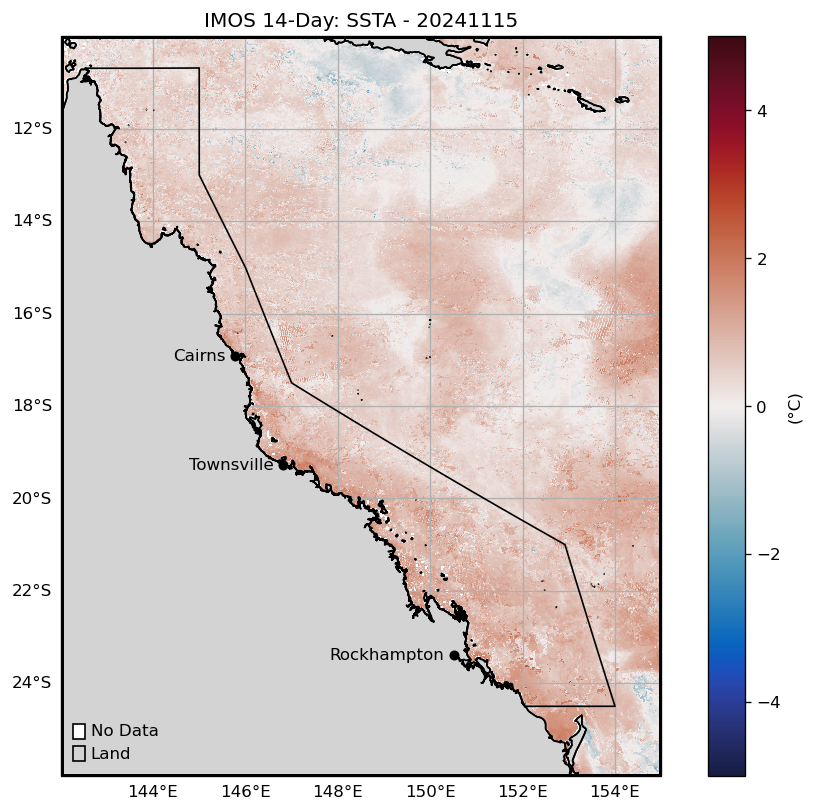 IMOS 14-Day: SSTA - 20241115
12°S
14°S
16°S
18°S
20°S
22°S
24°S
Cairns
Townsville
Rockhampton
No Data
Land
144°E
146°E
148°E
150°E
152°E
154°E
4
2
0
−2
−4
(°C)